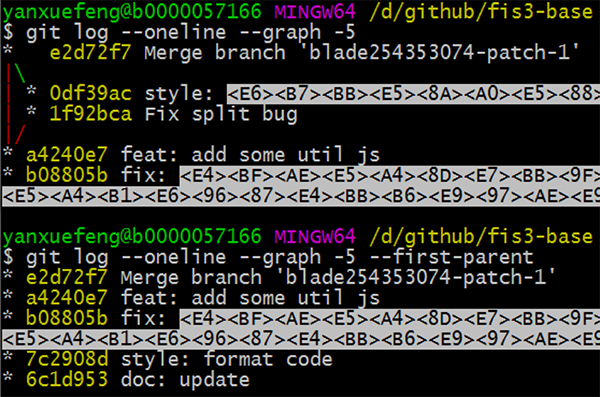 yanxuefeng@b0000057166 MINGW64 /d/github/fis3-base
$ git log --oneline --graph -5
*   e2d72f7 Merge branch 'blade254353074-patch-1'
|\
| * 0df39ac style: <E6><B7><BB><E5><8A><A0><E5><88>
| * 1f92bca Fix split bug
|/
* a4240e7 feat: add some util js
* b08805b fix: <E4><BF><AE><E5><A4><8D><E7><BB><9F>
<E5><A4><B1><E6><96><87><E4><BB><B6><E9><97><AE><E9
yanxuefeng@b0000057166 MINGW64 /d/github/fis3-base
$ git log --oneline --graph -5 --first-parent
* e2d72f7 Merge branch 'blade254353074-patch-1'
* a4240e7 feat: add some util js
* b08805b fix: <E4><BF><AE><E5><A4><8D><E7><BB><9F>
<E5><A4><B1><E6><96><87><E4><BB><B6><E9><97><AE><E9
* 7c2908d style: format code
* 6c1d953 doc: update